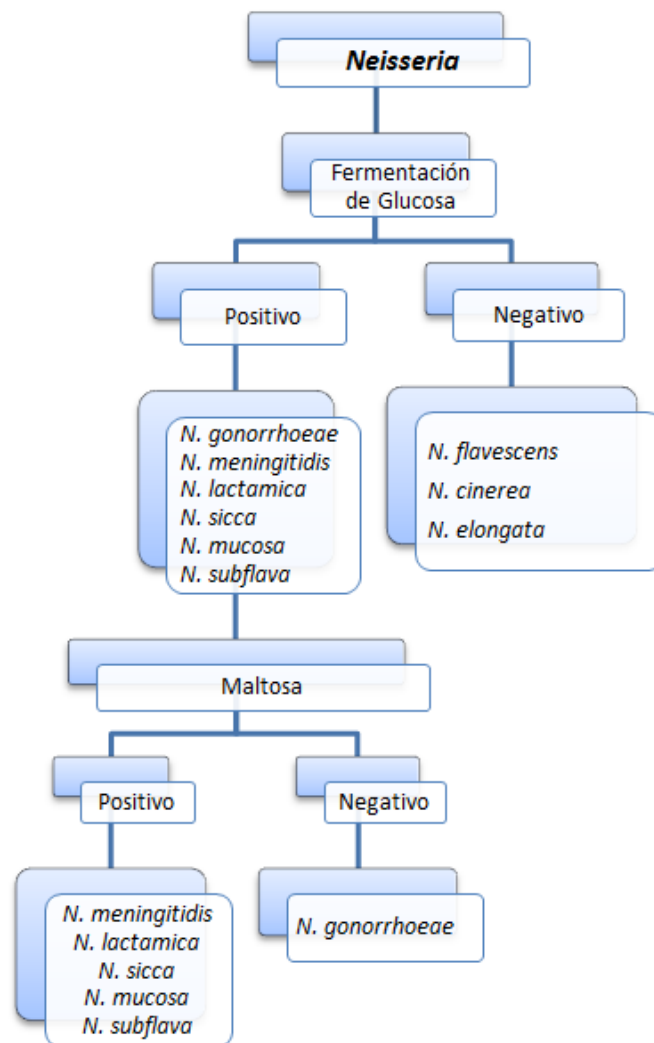 Neisseria
Fermentación
de Glucosa
Positivo
Negativo
N. gonorrhoeae
N. meningitidis
N. lactamica
N. sicca
N. mucosa
N. subflava
N. flavescens
N. cinerea
N. elongata
Maltosa
Positivo
Negativo
N. meningitidis
N. lactamica
N. sicca
N. mucosa
N. subflava
N. gonorrhoeae